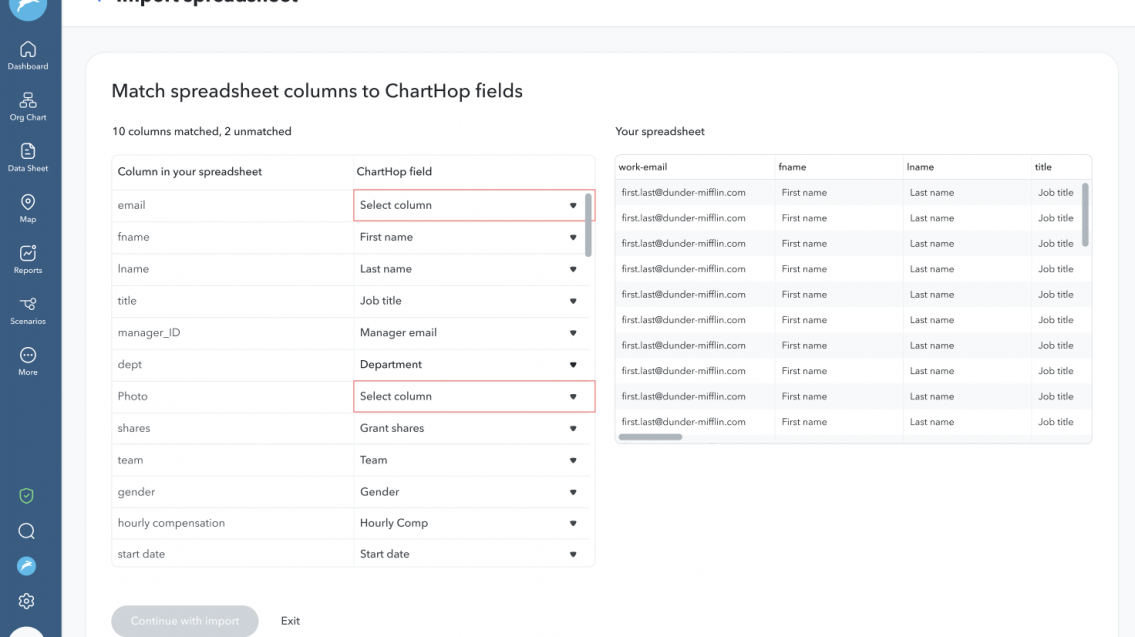 Import spreadsheet
Dashboard
Org Chart
Data Sheet
Map
Reports
Scenarios
More
Match spreadsheet columns to ChartHop fields
10 columns matched, 2 unmatched
Column in your spreadsheet ChartHop field
email Select column
fname First name
lname Last name
title Job title
manager_ID Manager email
dept Department
Photo Select column
shares Grant shares
team Team
gender Gender
hourly compensation Hourly Comp
start date Start date
Continue with import Exit
Your spreadsheet
work-email fname lname title
first.last@dunder-mifflin.com First name Last name Job title
first.last@dunder-mifflin.com First name Last name Job title
first.last@dunder-mifflin.com First name Last name Job title
first.last@dunder-mifflin.com First name Last name Job title
first.last@dunder-mifflin.com First name Last name Job title
first.last@dunder-mifflin.com First name Last name Job title
first.last@dunder-mifflin.com First name Last name Job title
first.last@dunder-mifflin.com First name Last name Job title
first.last@dunder-mifflin.com First name Last name Job title
first.last@dunder-mifflin.com First name Last name Job title